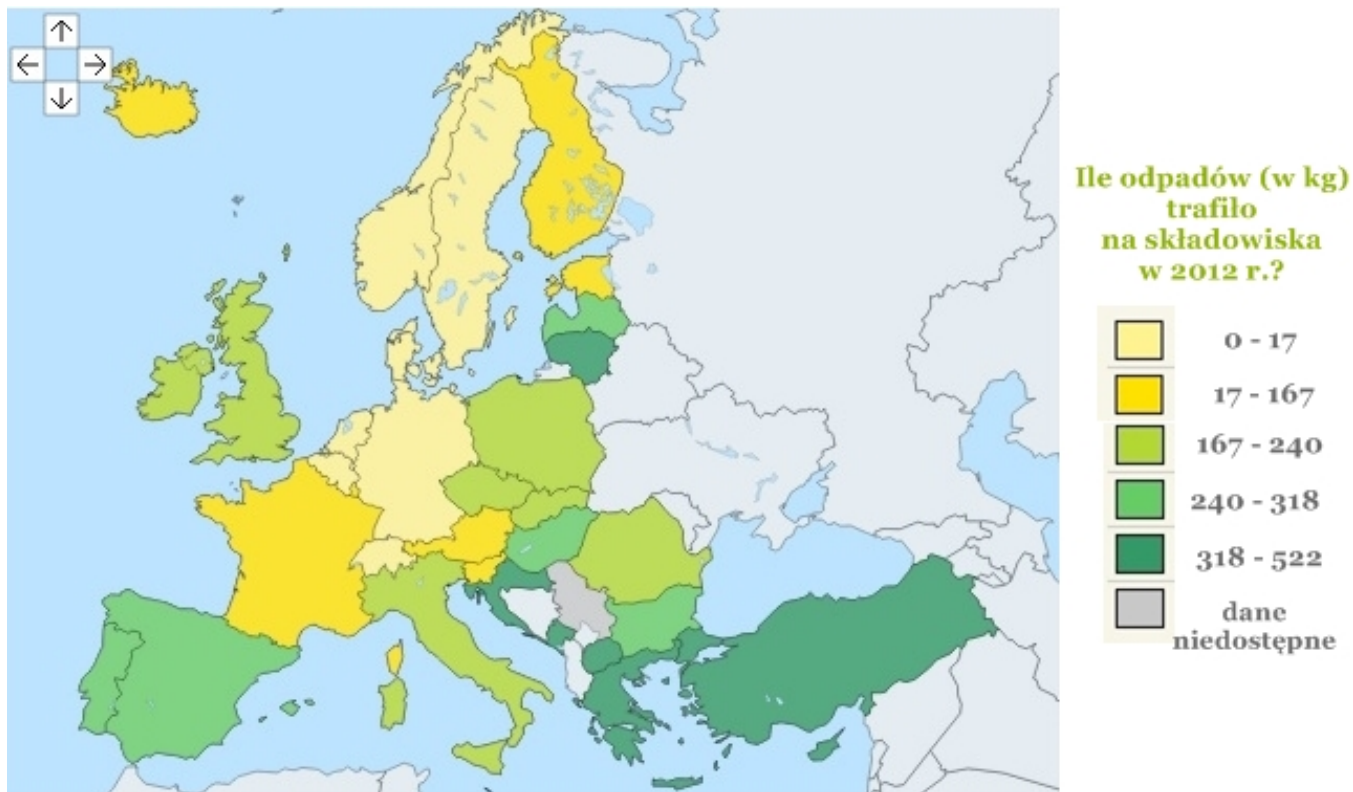 Ile odpadów (w kg)
trafiło
na składowiska
w 2012 r.?
0 - 17
17 - 167
167 - 240
240 - 318
318 - 522
dane
niedostępne